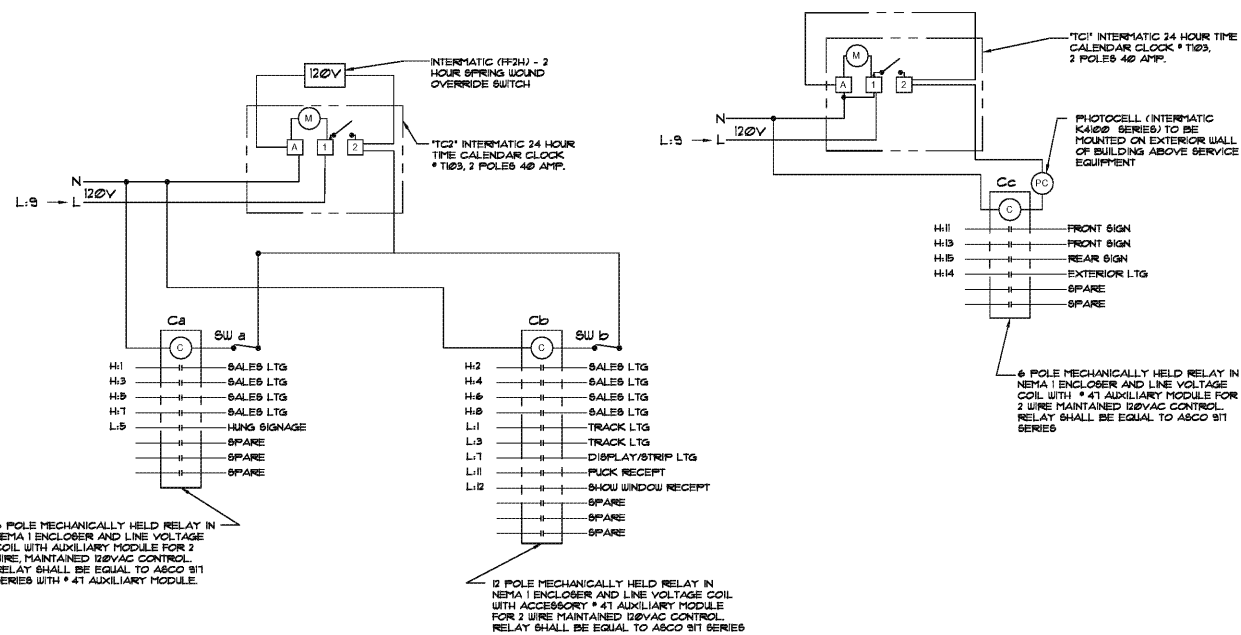 INTERMATIC (FF2H) - 2
HOUR SPRING WOUND
OVERRIDE SWITCH
120V
M
A
1
2
"TC2" INTERMATIC 24 HOUR
TIME CALENDAR CLOCK
# T103, 2 POLES 40 AMP.
N
120V
L:9
L
Ca
C
SW a
H:1 SALES LTG
H:3 SALES LTG
H:5 SALES LTG
H:7 SALES LTG
L:5 HUNG SIGNAGE
SPARE
SPARE
SPARE
POLE MECHANICALLY HELD RELAY IN
NEMA 1 ENCLOSER AND LINE VOLTAGE
COIL WITH AUXILIARY MODULE FOR 2
WIRE, MAINTAINED 120VAC CONTROL.
RELAY SHALL BE EQUAL TO ASCO 917
SERIES WITH # 47 AUXILIARY MODULE.
Cb
C
SW b
H:2 SALES LTG
H:4 SALES LTG
H:6 SALES LTG
H:8 SALES LTG
L:1 TRACK LTG
L:3 TRACK LTG
L:7 DISPLAY/STRIP LTG
L:11 PUCK RECEPT
L:12 SHOW WINDOW RECEPT
SPARE
SPARE
SPARE
12 POLE MECHANICALLY HELD RELAY IN
NEMA 1 ENCLOSER AND LINE VOLTAGE COIL
WITH ACCESSORY # 47 AUXILIARY MODULE
FOR 2 WIRE MAINTAINED 120VAC CONTROL.
RELAY SHALL BE EQUAL TO ASCO 917 SERIES
"TC1" INTERMATIC 24 HOUR TIME
CALENDAR CLOCK # T103,
2 POLES 40 AMP.
M
A
1
2
N
120V
L:9
L
PHOTOCELL (INTERMATIC
K4100 SERIES) TO BE
MOUNTED ON EXTERIOR WALL
OF BUILDING ABOVE SERVICE
EQUIPMENT
PC
Cc
C
H:11 FRONT SIGN
H:13 FRONT SIGN
H:15 REAR SIGN
H:14 EXTERIOR LTG
SPARE
SPARE
6 POLE MECHANICALLY HELD RELAY IN
NEMA 1 ENCLOSER AND LINE VOLTAGE
COIL WITH # 47 AUXILIARY MODULE FOR
2 WIRE MAINTAINED 120VAC CONTROL.
RELAY SHALL BE EQUAL TO ASCO 917
SERIES